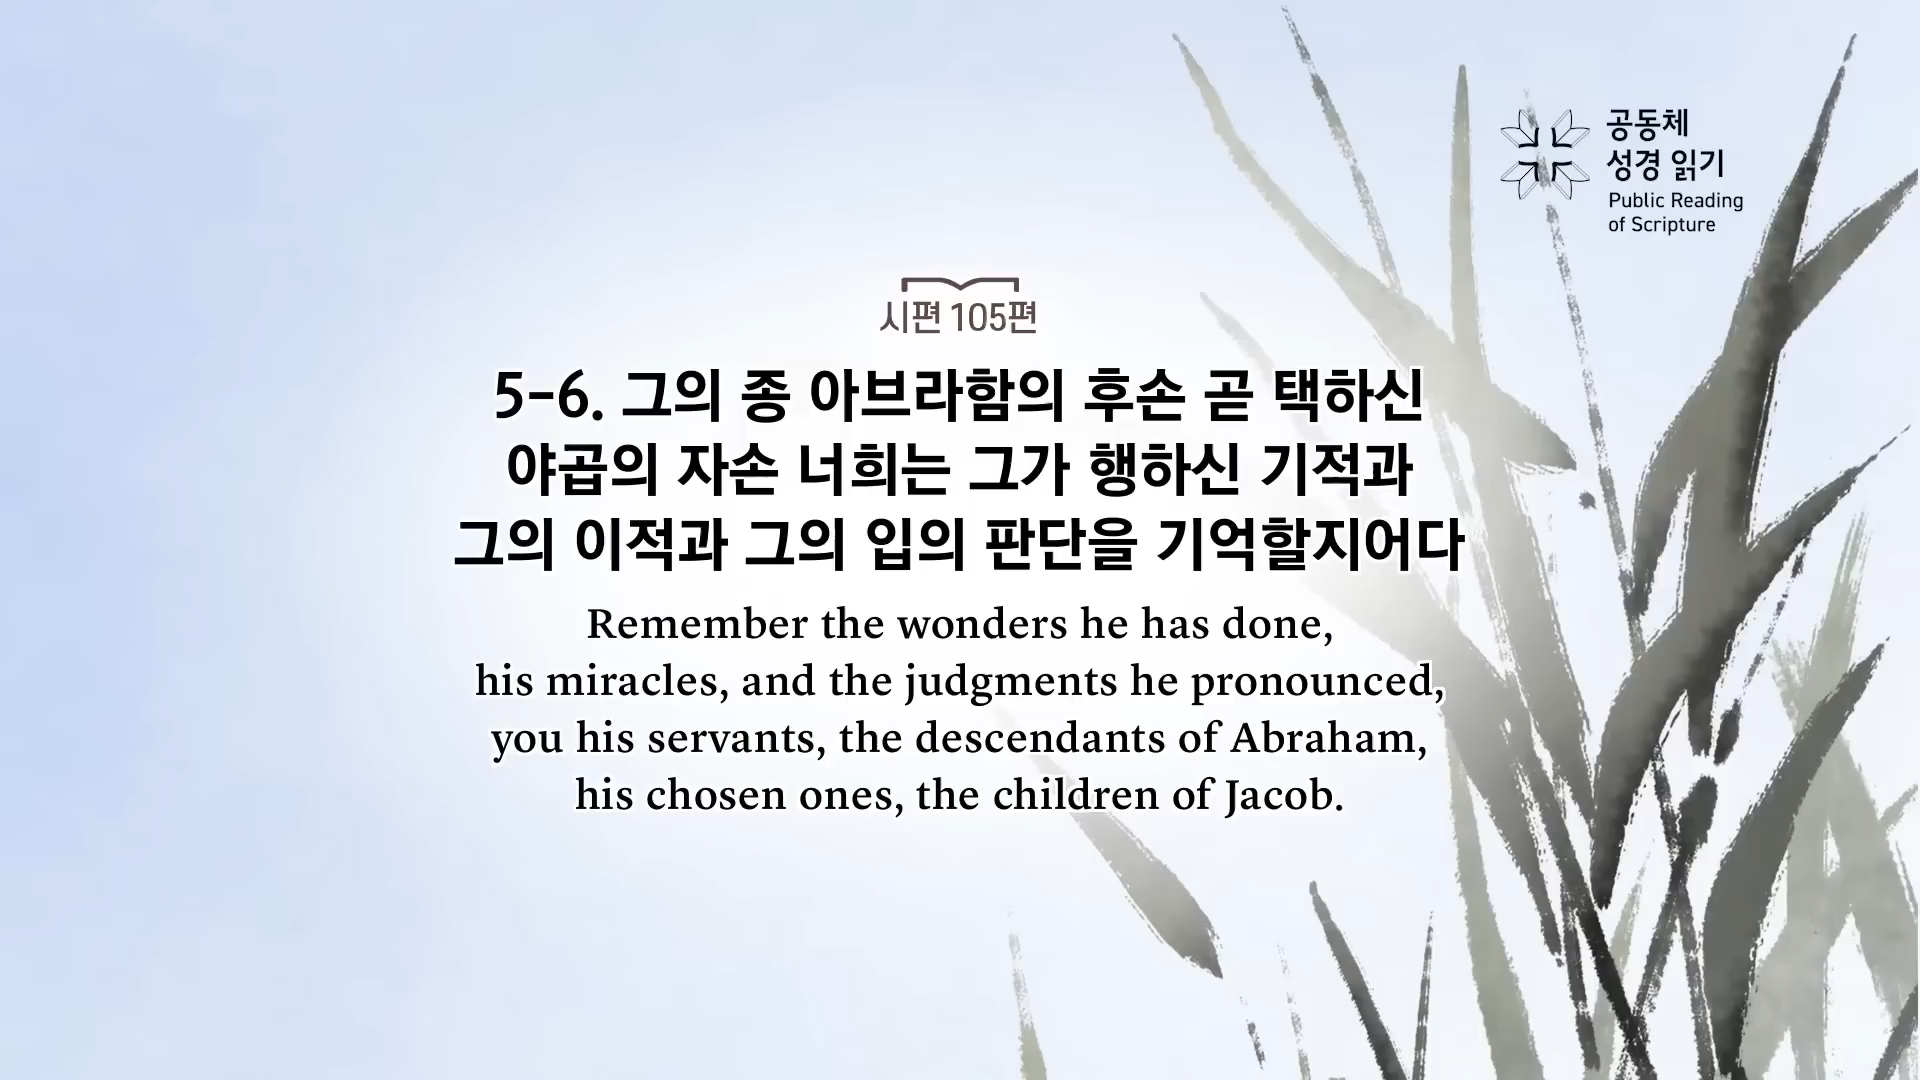 공동체
성경 읽기
Public Reading
of Scripture
시편 105편
5-6. 그의 종 아브라함의 후손 곧 택하신
야곱의 자손 너희는 그가 행하신 기적과
그의 이적과 그의 입의 판단을 기억할지어다
Remember the wonders he has done,
his miracles, and the judgments he pronounced,
you his servants, the descendants of Abraham,
his chosen ones, the children of Jacob.